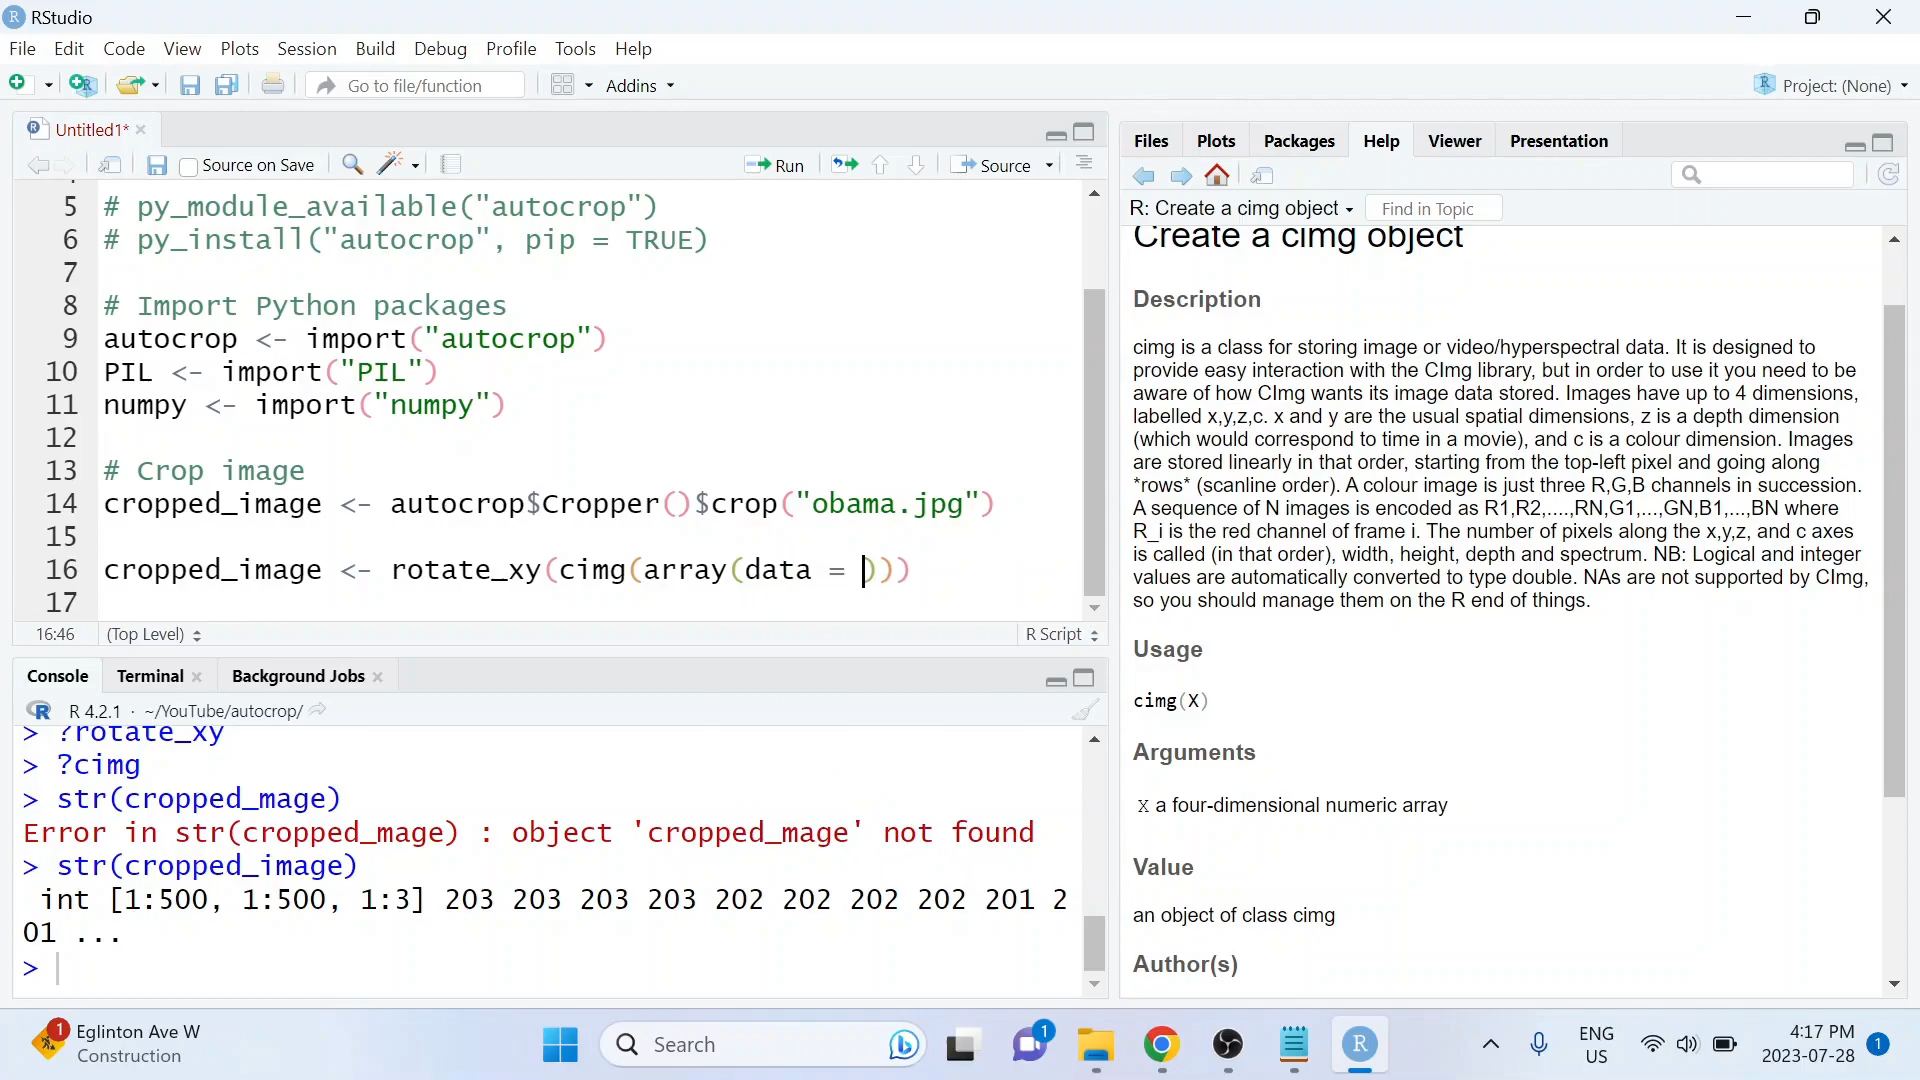 RStudio
File Edit Code View Plots Session Build Debug Profile Tools Help
Go to file/function Addins Project: (None)
Untitled1*
Source on Save Run Source
5 # py_module_available("autocrop")
6 # py_install("autocrop", pip = TRUE)
7
8 # Import Python packages
9 autocrop <- import("autocrop")
10 PIL <- import("PIL")
11 numpy <- import("numpy")
12
13 # Crop image
14 cropped_image <- autocrop$Cropper()$crop("obama.jpg")
15
16 cropped_image <- rotate_xy(cimg(array(data = )))
17
16:46 (Top Level) R Script
Console Terminal Background Jobs
R 4.2.1 · ~/YouTube/autocrop/
> ?rotate_xy
> ?cimg
> str(cropped_mage)
Error in str(cropped_mage) : object 'cropped_mage' not found
> str(cropped_image)
int [1:500, 1:500, 1:3] 203 203 203 203 202 202 202 202 201 2
01 ...
>
Files Plots Packages Help Viewer Presentation
R: Create a cimg object Find in Topic
Create a cimg object
Description
cimg is a class for storing image or video/hyperspectral data. It is designed to
provide easy interaction with the CImg library, but in order to use it you need to be
aware of how CImg wants its image data stored. Images have up to 4 dimensions,
labelled x,y,z,c. x and y are the usual spatial dimensions, z is a depth dimension
(which would correspond to time in a movie), and c is a colour dimension. Images
are stored linearly in that order, starting from the top-left pixel and going along
*rows* (scanline order). A colour image is just three R,G,B channels in succession.
A sequence of N images is encoded as R1,R2,....,RN,G1,...,GN,B1,...,BN where
R_i is the red channel of frame i. The number of pixels along the x,y,z, and c axes
is called (in that order), width, height, depth and spectrum. NB: Logical and integer
values are automatically converted to type double. NAs are not supported by CImg,
so you should manage them on the R end of things.
Usage
cimg(X)
Arguments
X a four-dimensional numeric array
Value
an object of class cimg
Author(s)
1 Eglinton Ave W
Construction
Search
1
ENG
US
4:17 PM
2023-07-28
1